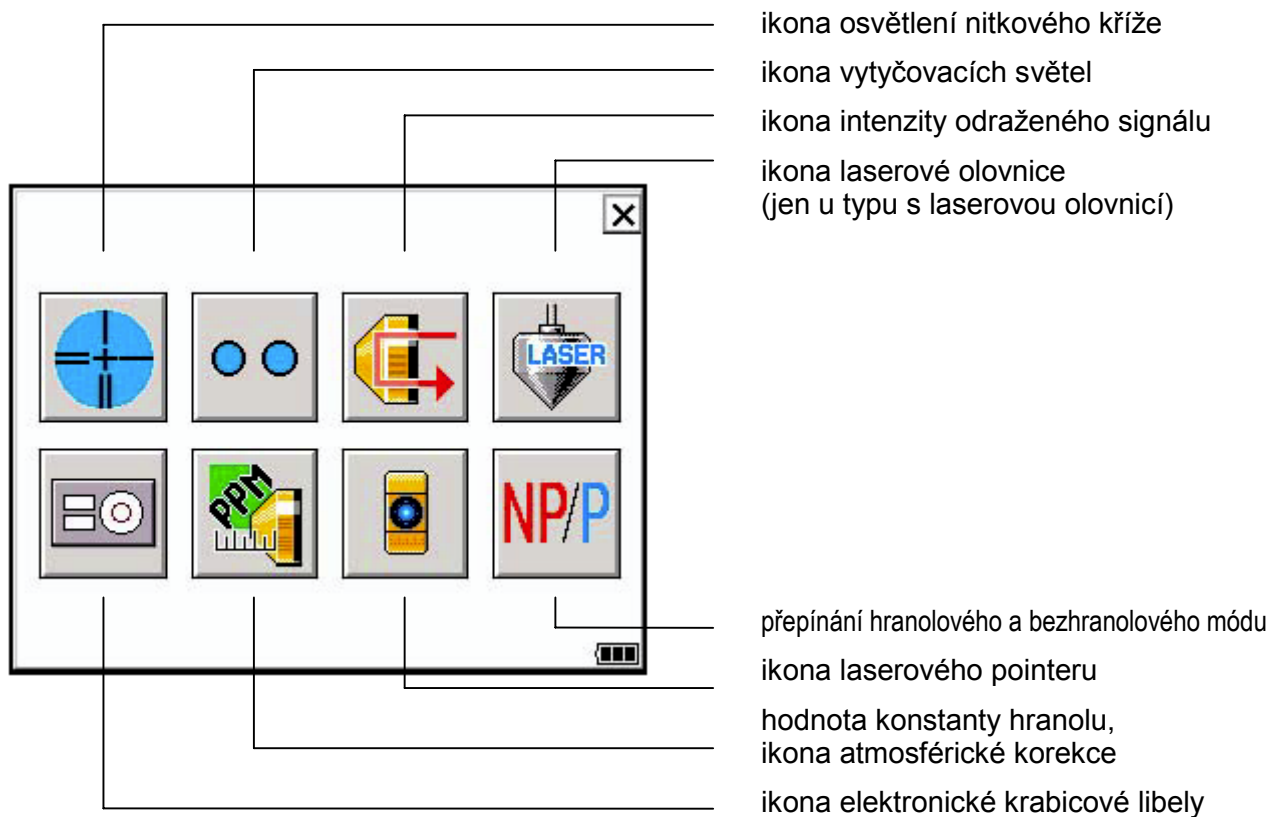 ikona osvětlení nitkového kříže
ikona vytyčovacích světel
ikona intenzity odraženého signálu
ikona laserové olovnice
(jen u typu s laserovou olovnicí)
LASER
PPM
NP/P
přepínání hranolového a bezhranolového módu
ikona laserového pointeru
hodnota konstanty hranolu,
ikona atmosférické korekce
ikona elektronické krabicové libely